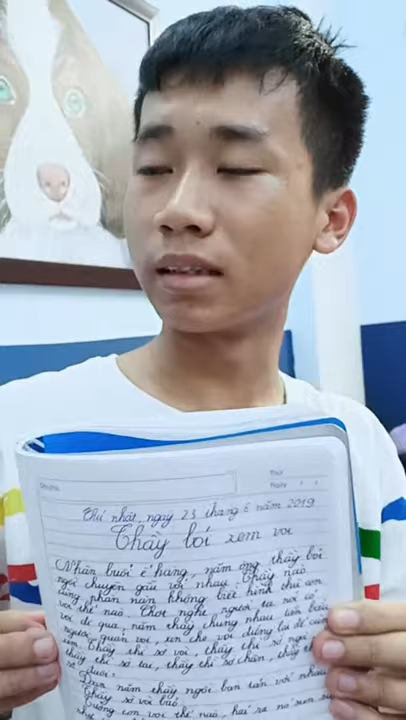 Chủ nhật, ngày 23 tháng 6 năm 2019
Thầy bói xem voi
Nhân buổi ế hàng, năm ông thầy bói
ngồi chuyện gẫu với nhau. Thầy nào
cũng phàn nàn không biết hình thù con
voi thế nào. Chợt nghe người ta nói có
voi đi qua, năm thầy chung nhau tiền biếu
người quản voi, xin cho voi đứng lại để cùng
xem. Thầy thì sờ vòi, thầy thì sờ ngà
thầy thì sờ tai, thầy thì sờ chân, thầy thì
sờ đuôi.
Đoạn năm thầy ngồi bàn tán với nhau
Thầy sờ vòi bảo
Tưởng con voi thế nào, hoá ra nó sun sun